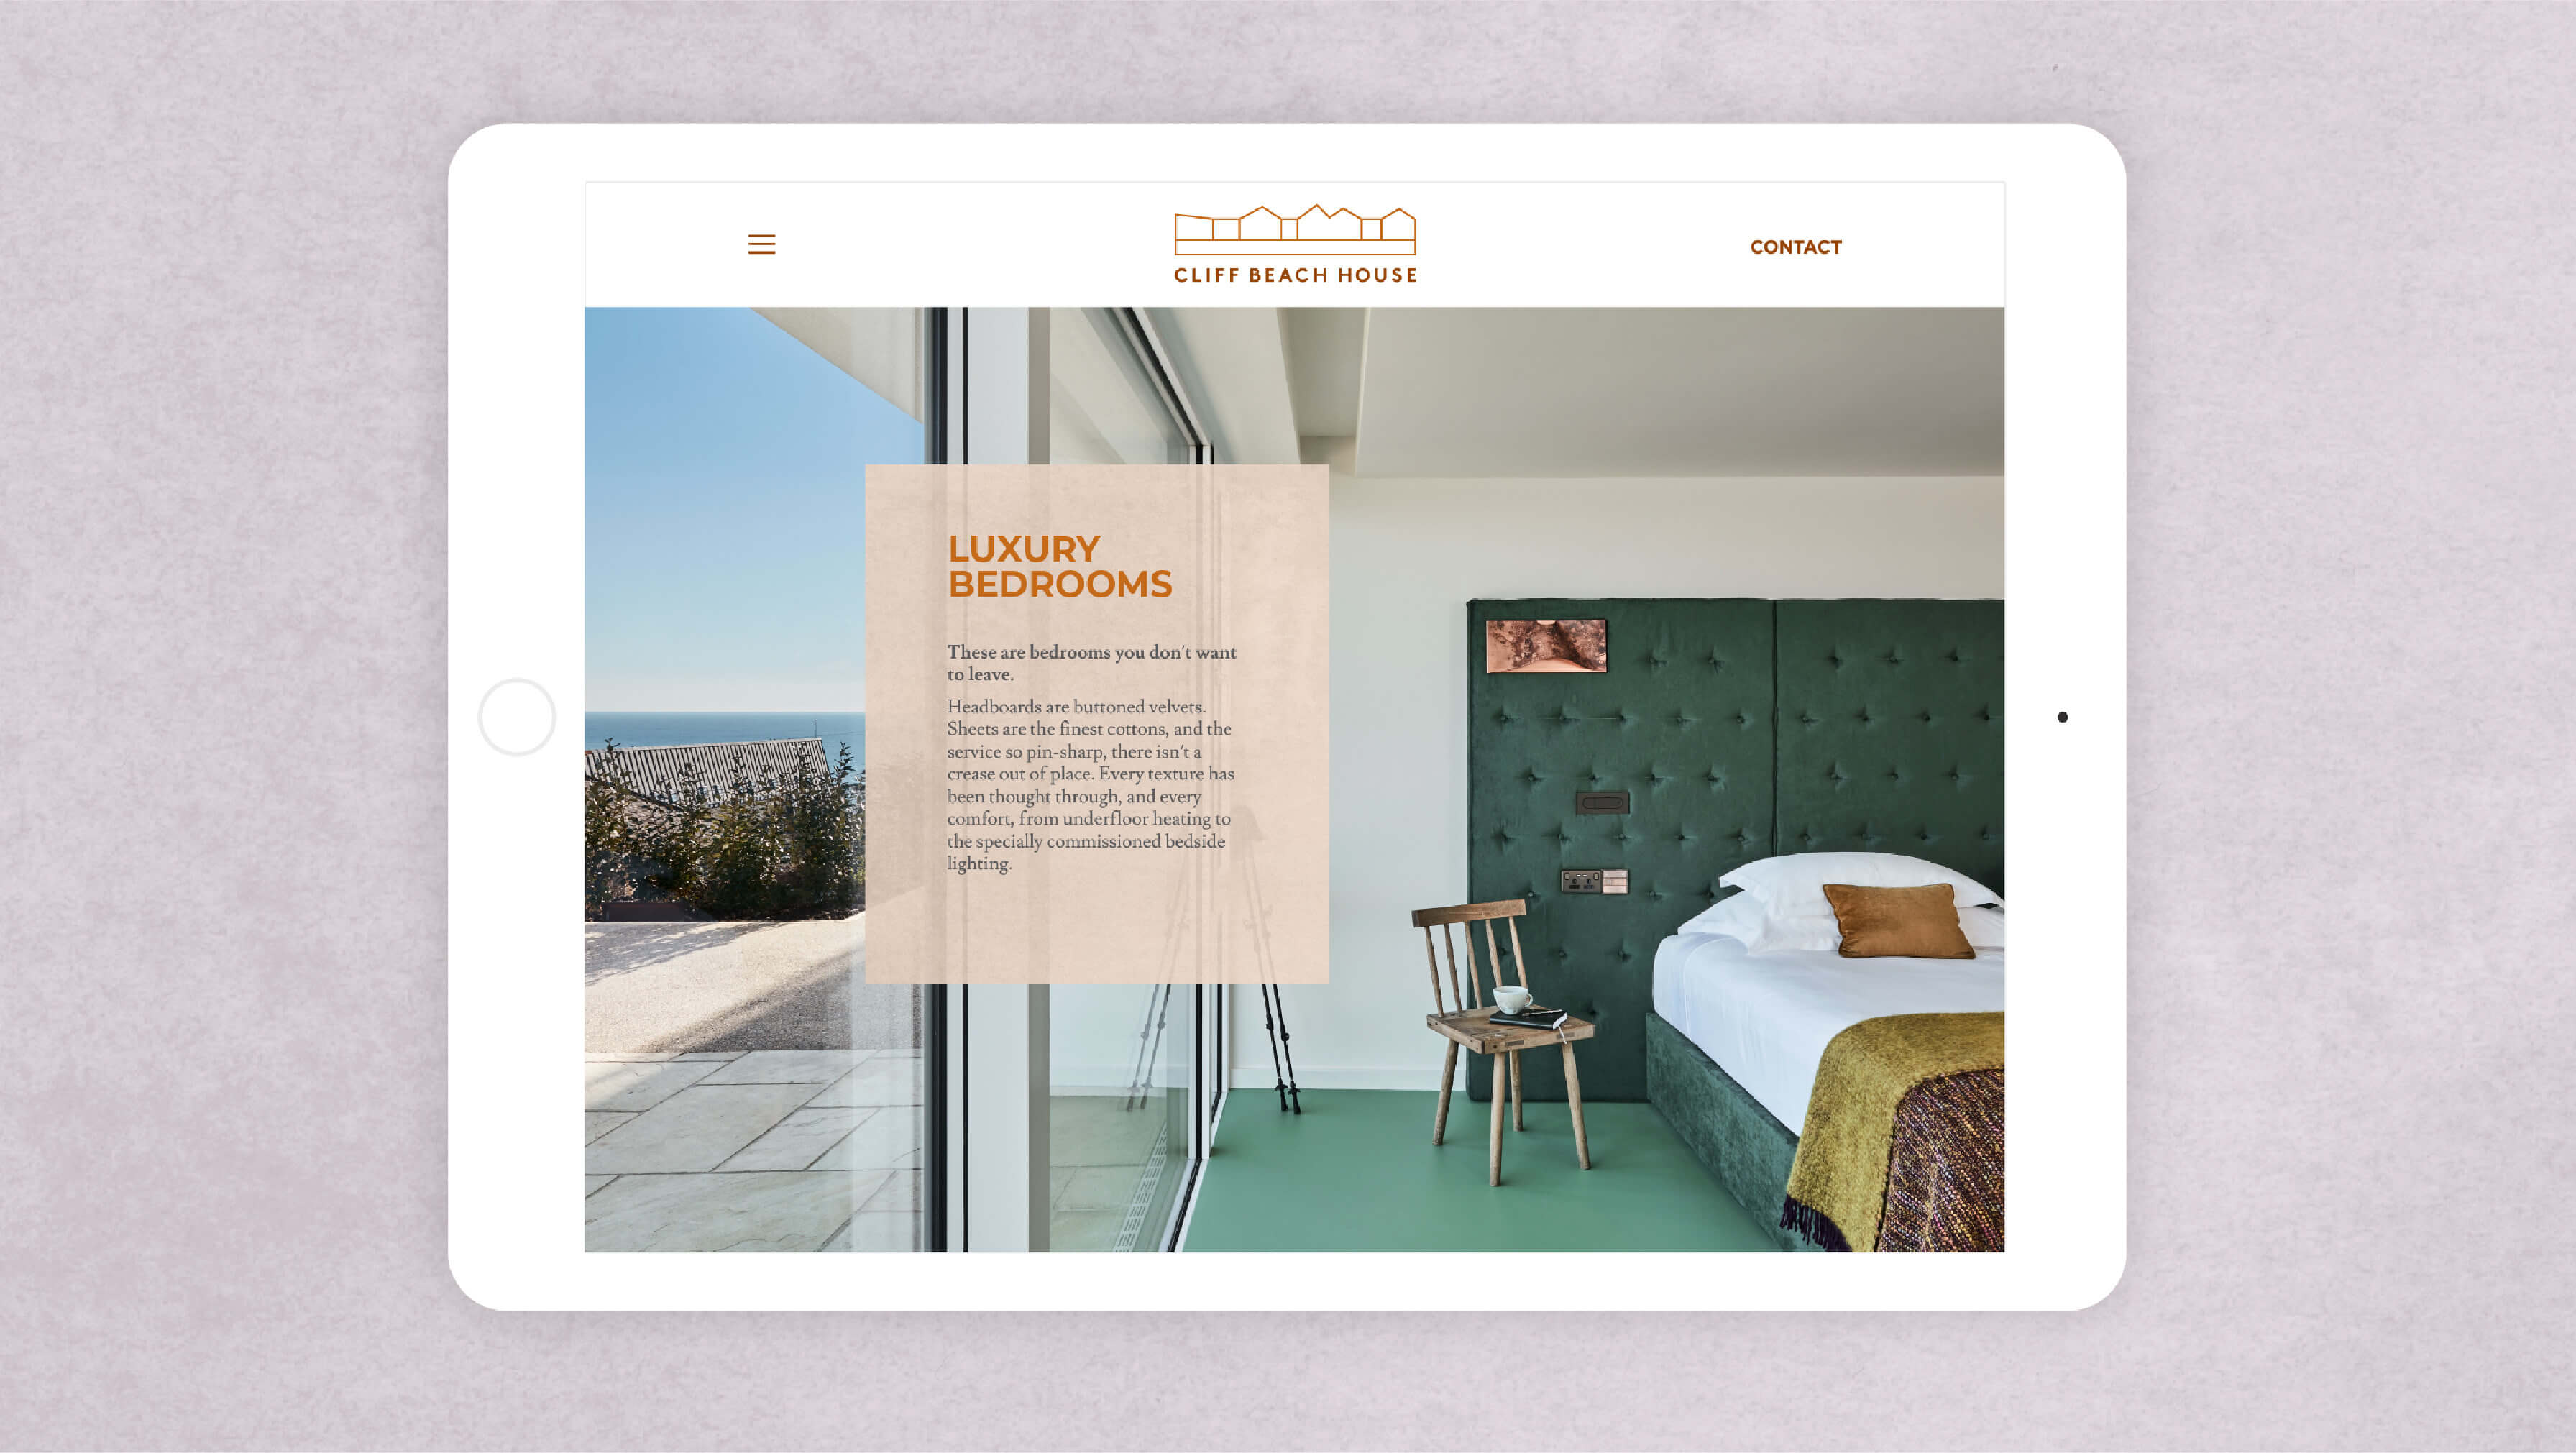 CLIFF BEACH HOUSE
CONTACT
LUXURY
BEDROOMS
These are bedrooms you don't want
to leave.
Headboards are buttoned velvets.
Sheets are the finest cottons, and the
service so pin-sharp, there isn't a
crease out of place. Every texture has
been thought through, and every
comfort, from underfloor heating to
the specially commissioned bedside
lighting.